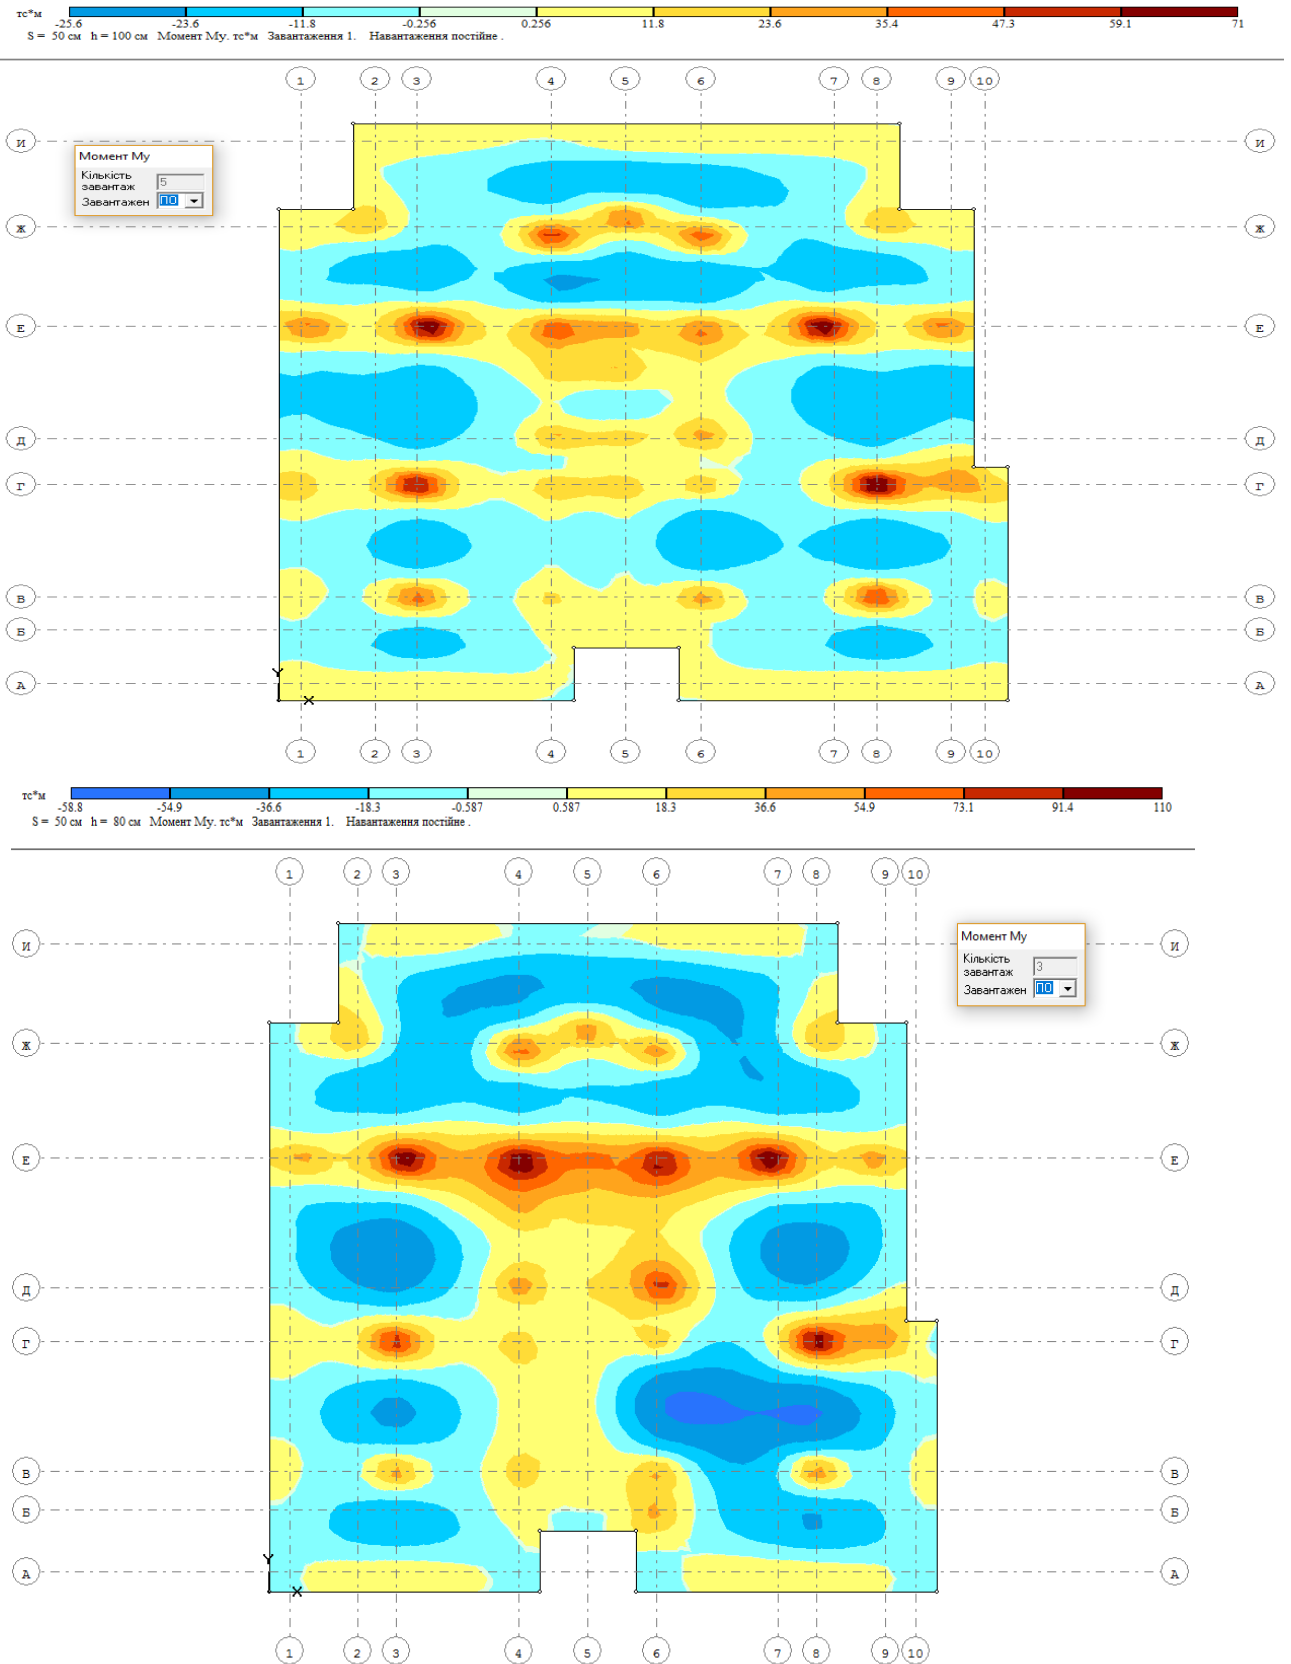 тс*м
-25.6 -23.6 -11.8 -0.256 0.256 11.8 23.6 35.4 47.3 59.1 71
S = 50 см h = 100 см Момент My. тс*м Завантаження 1. Навантаження постійне .
1 2 3 4 5 6 7 8 9 10
И И
Момент My
Кількість завантаж 5
Завантажен ПО
Ж Ж
Е Е
Д Д
Г Г
В В
Б Б
Y
А А
X
1 2 3 4 5 6 7 8 9 10
тс*м
-58.8 -54.9 -36.6 -18.3 -0.587 0.587 18.3 36.6 54.9 73.1 91.4 110
S = 50 см h = 80 см Момент My. тс*м Завантаження 1. Навантаження постійне .
1 2 3 4 5 6 7 8 9 10
И И
Момент My
Кількість завантаж 3
Завантажен ПО
Ж Ж
Е Е
Д Д
Г Г
В В
Б Б
Y
А А
X
1 2 3 4 5 6 7 8 9 10